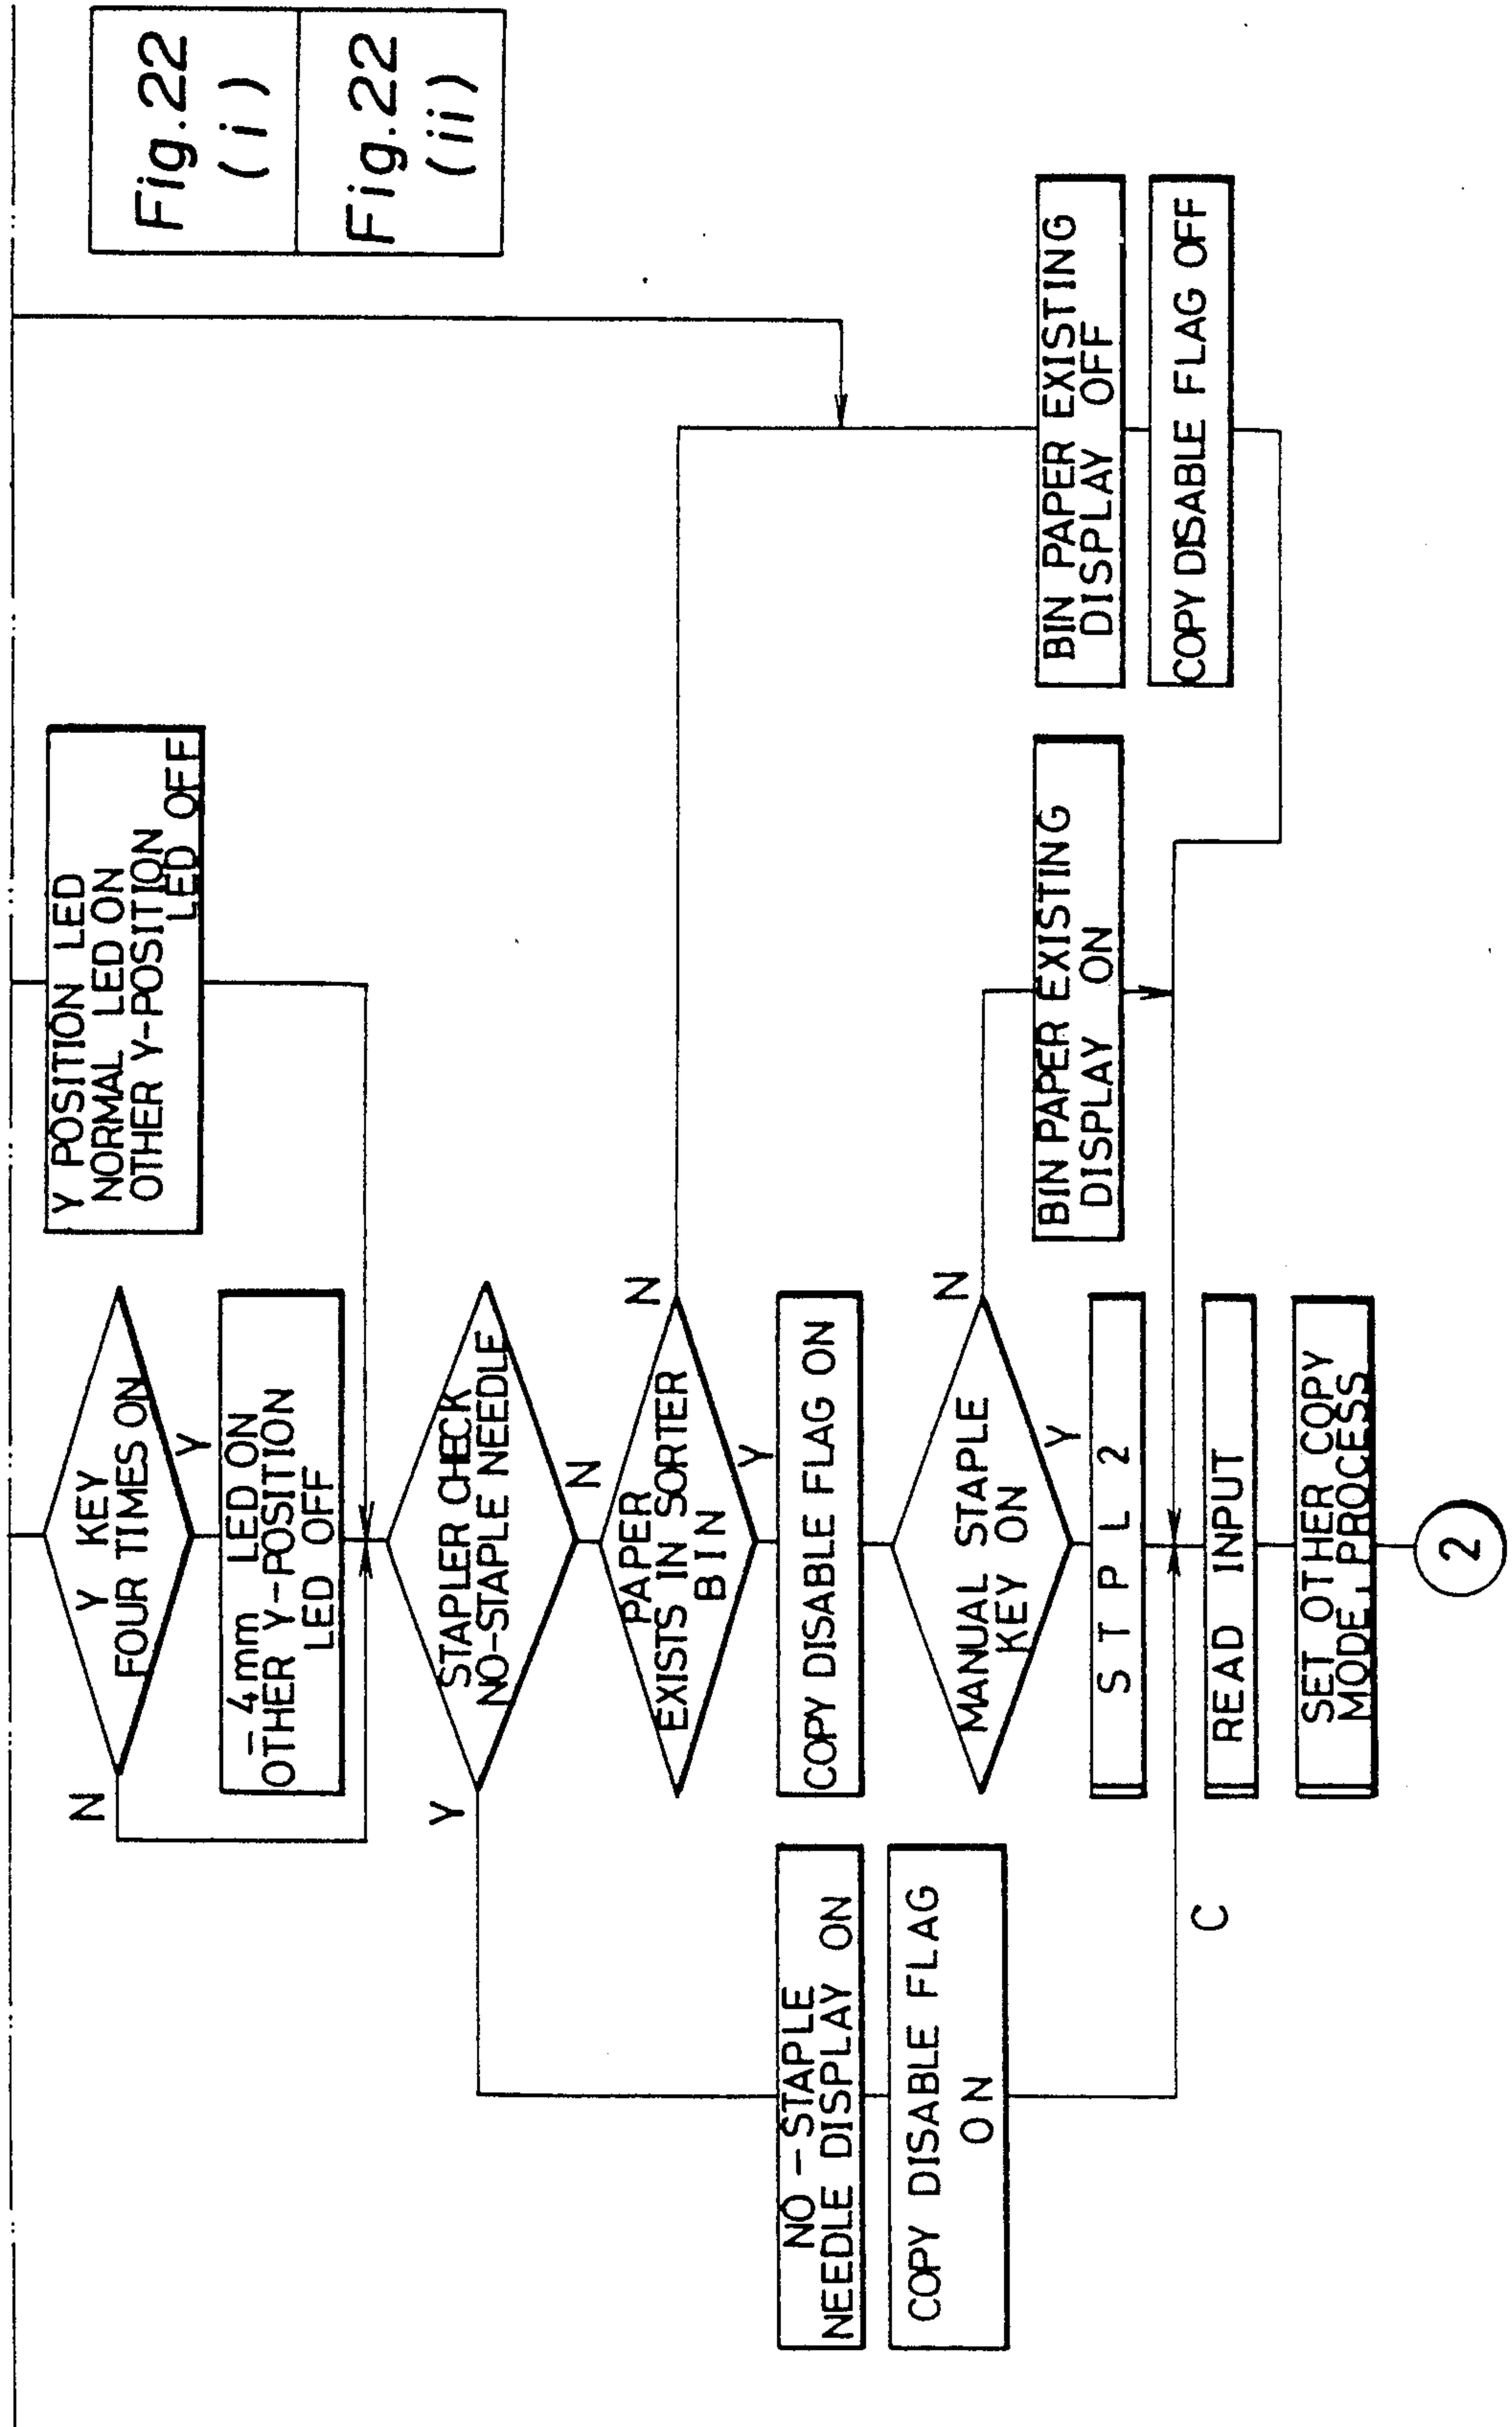 Fig.22
(i)
Fig.22
(ii)
Y KEY
FOUR TIMES ON
N
Y
-4mm LED ON
OTHER Y-POSITION
LED OFF
Y POSITION LED
NORMAL LED ON
OTHER Y-POSITION
LED OFF
STAPLER CHECK
NO-STAPLE NEEDLE
Y
N
PAPER
EXISTS IN SORTER
BIN
N
Y
COPY DISABLE FLAG ON
MANUAL STAPLE
KEY ON
N
Y
STPL2
NO-STAPLE
NEEDLE DISPLAY ON
COPY DISABLE FLAG
ON
C
BIN PAPER EXISTING
DISPLAY ON
BIN PAPER EXISTING
DISPLAY OFF
COPY DISABLE FLAG OFF
READ INPUT
SET OTHER COPY
MODE, PROCESS
2